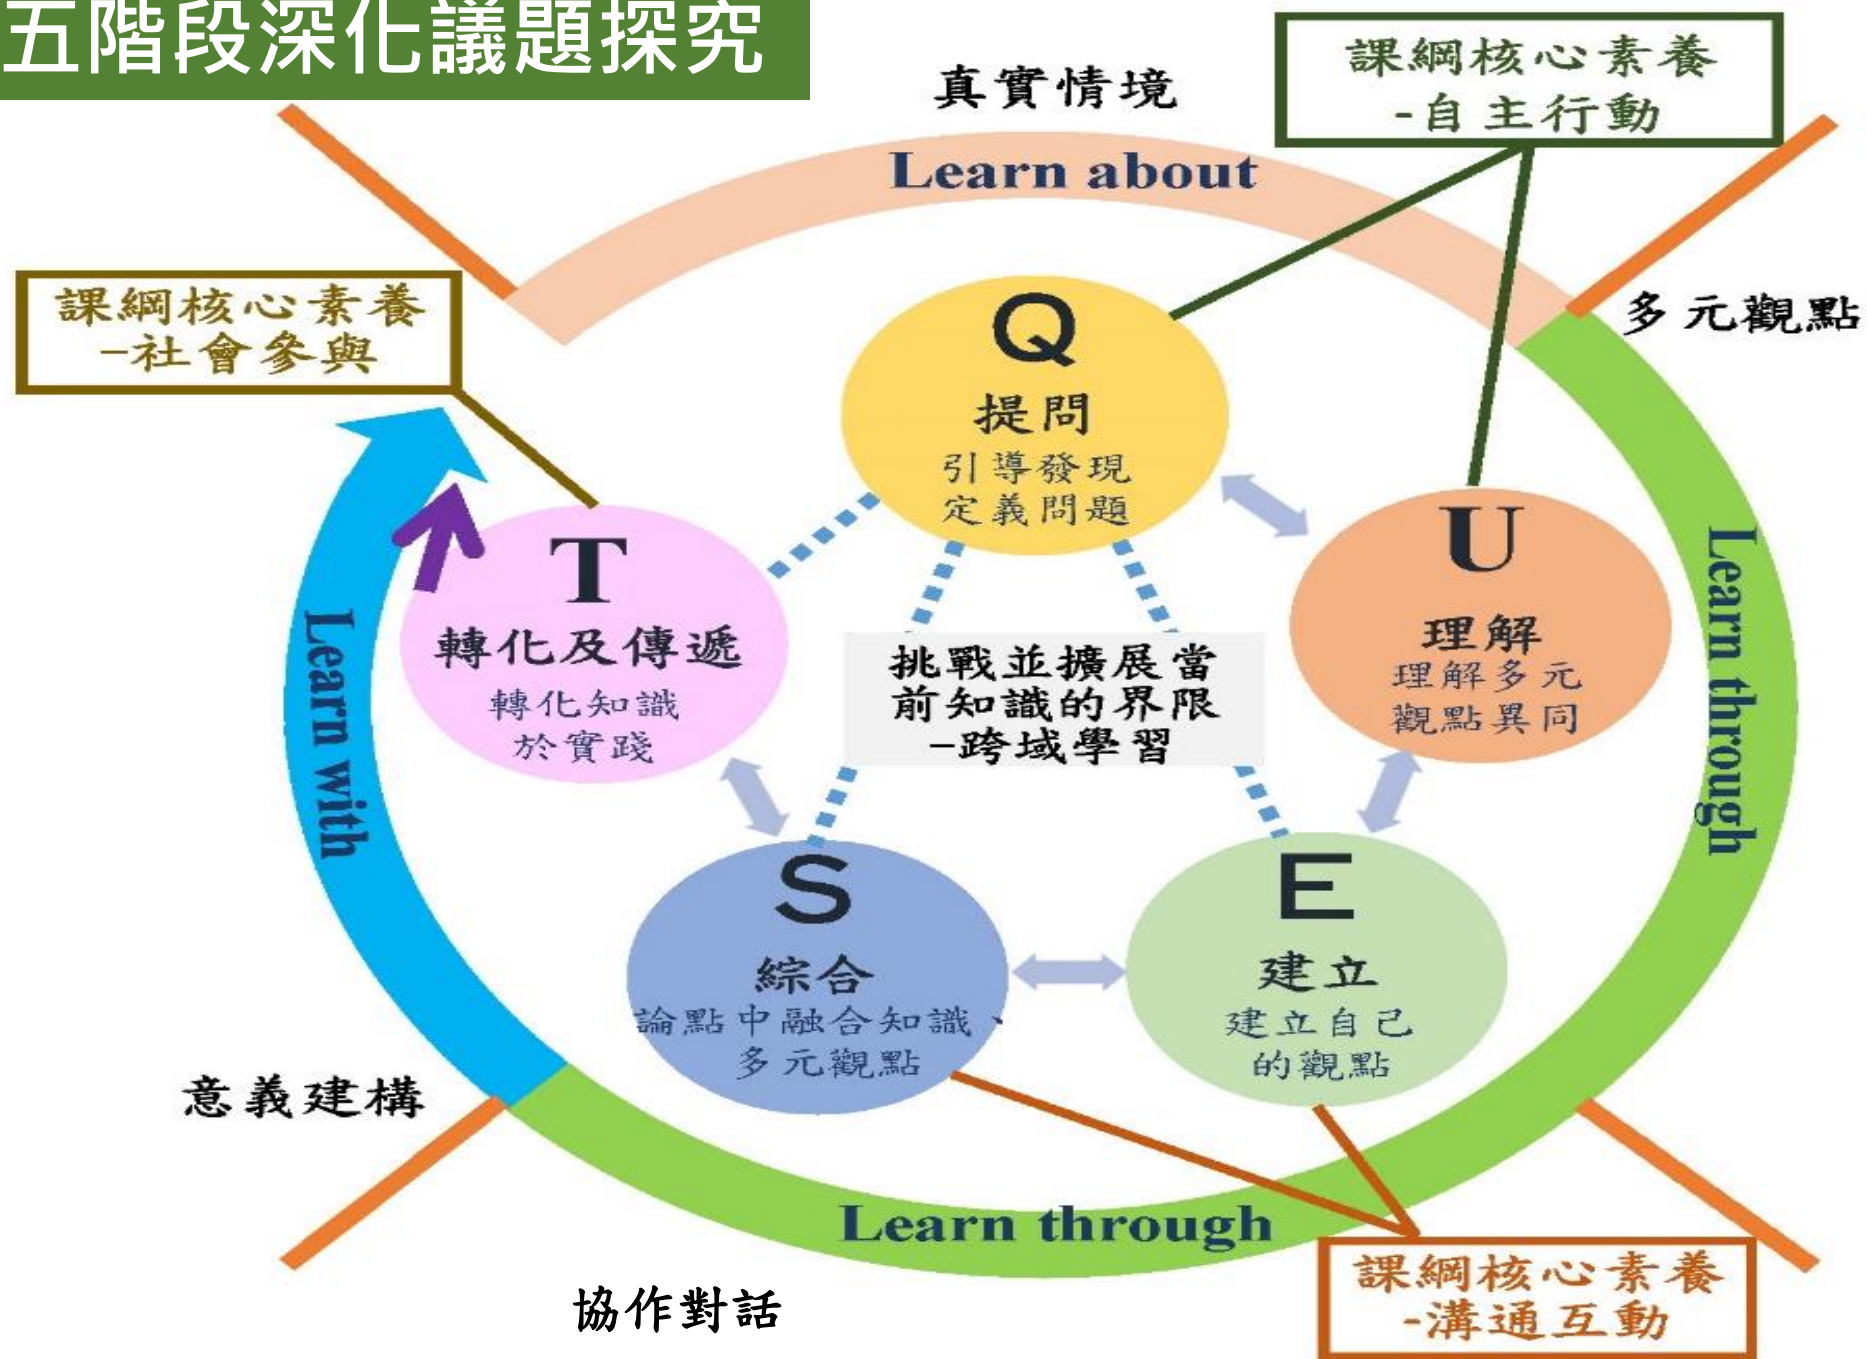 五階段深化議題探究
真實情境
課綱核心素養
-自主行動
Learn about
課綱核心素養
-社會參與
多元觀點
Q
提問
引導發現
定義問題
T
轉化及傳遞
轉化知識
於實踐
U
理解
理解多元
觀點異同
挑戰並擴展當
前知識的界限
-跨域學習
Learn with
Learn through
S
綜合
論點中融合知識、
多元觀點
E
建立
建立自己
的觀點
意義建構
Learn through
協作對話
課綱核心素養
-溝通互動